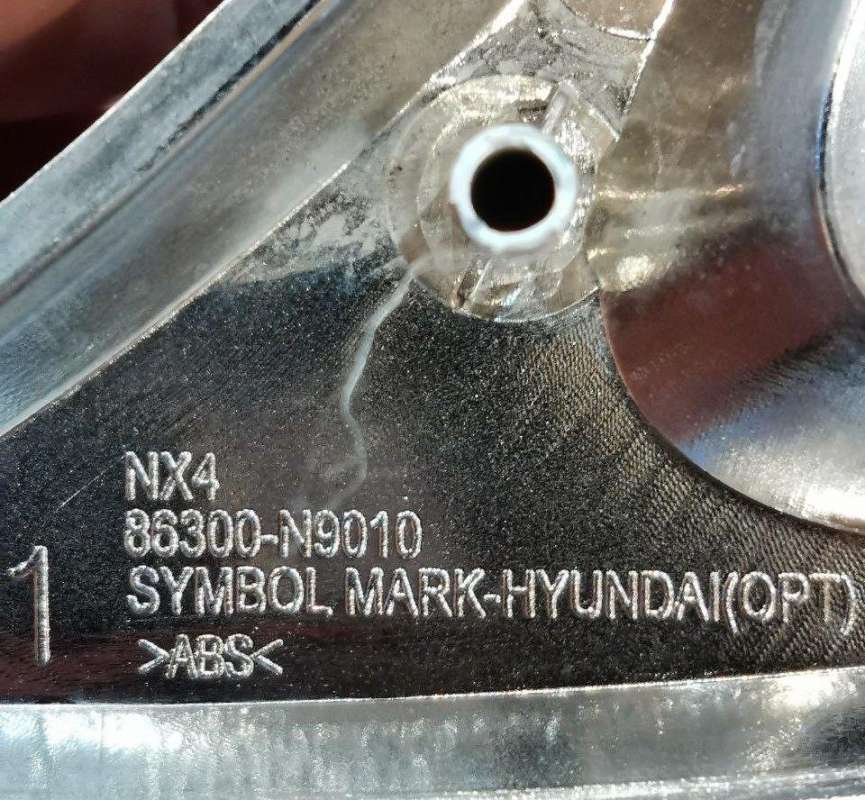 NX4
86300-N9010
1
SYMBOL MARK-HYUNDAI(OPT)
>ABS<